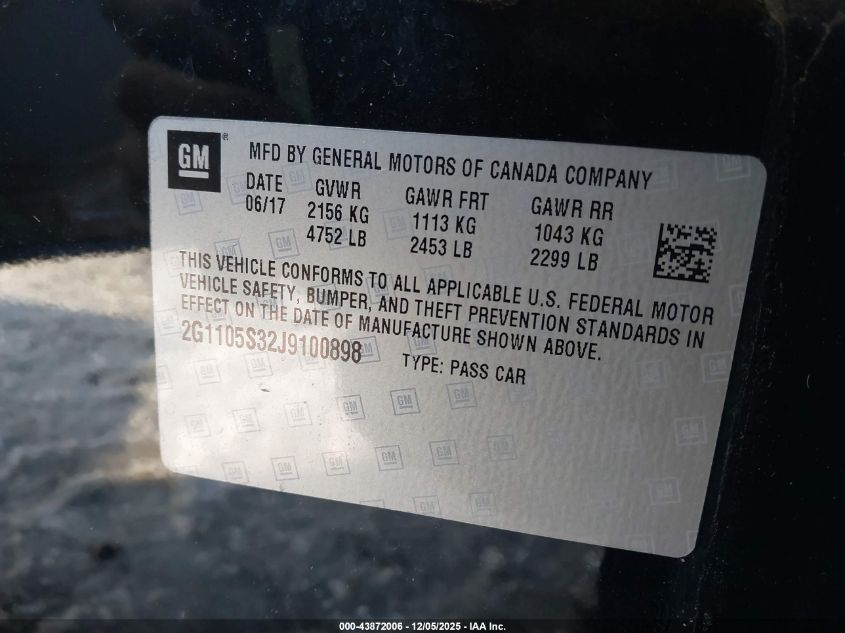 GM ®
MFD BY GENERAL MOTORS OF CANADA COMPANY
DATE GVWR GAWR FRT GAWR RR
06/17 2156 KG 1113 KG 1043 KG
4752 LB 2453 LB 2299 LB
THIS VEHICLE CONFORMS TO ALL APPLICABLE U.S. FEDERAL MOTOR
VEHICLE SAFETY, BUMPER, AND THEFT PREVENTION STANDARDS IN
EFFECT ON THE DATE OF MANUFACTURE SHOWN ABOVE.
2G1105S32J9100898 TYPE: PASS CAR
000-43872006 - 12/05/2025 - IAA Inc.